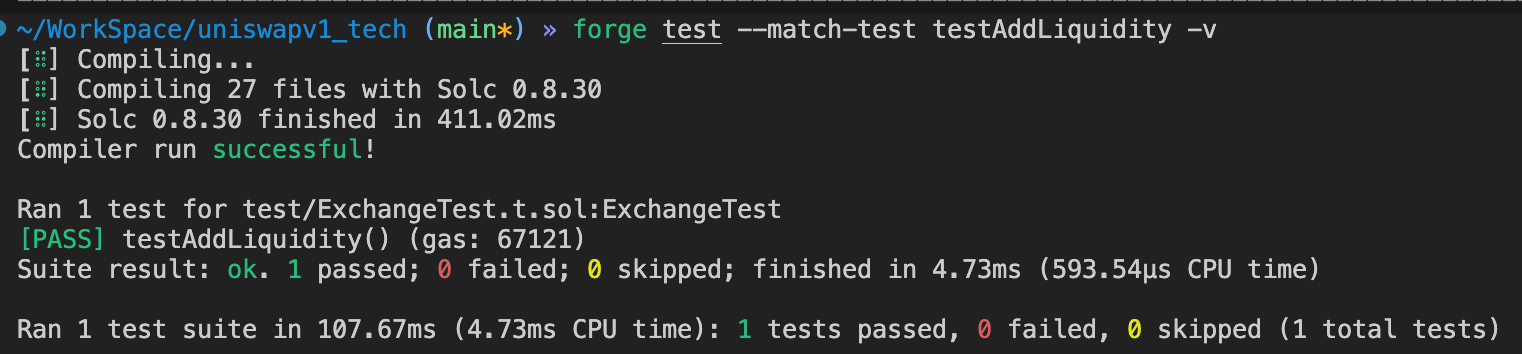 ~/WorkSpace/uniswapv1_tech (main*) » forge test --match-test testAddLiquidity -v
[⠿] Compiling...
[⠿] Compiling 27 files with Solc 0.8.30
[⠿] Solc 0.8.30 finished in 411.02ms
Compiler run successful!
Ran 1 test for test/ExchangeTest.t.sol:ExchangeTest
[PASS] testAddLiquidity() (gas: 67121)
Suite result: ok. 1 passed; 0 failed; 0 skipped; finished in 4.73ms (593.54µs CPU time)
Ran 1 test suite in 107.67ms (4.73ms CPU time): 1 tests passed, 0 failed, 0 skipped (1 total tests)